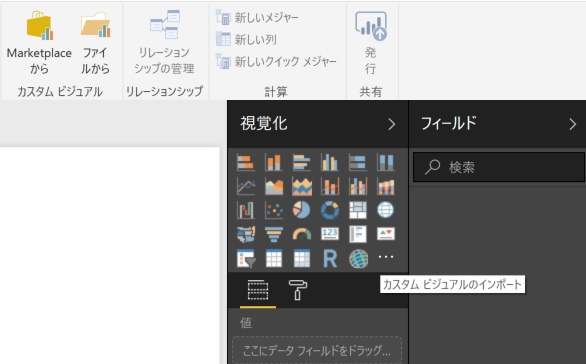 Marketplace
から
ファイ
ルから
カスタム ビジュアル
リレーション
シップの管理
リレーションシップ
新しいメジャー
新しい列
新しいクイック メジャー
計算
発
行
共有
視覚化
フィールド
検索
123
R
カスタム ビジュアルのインポート
値
ここにデータ フィールドをドラッグ...